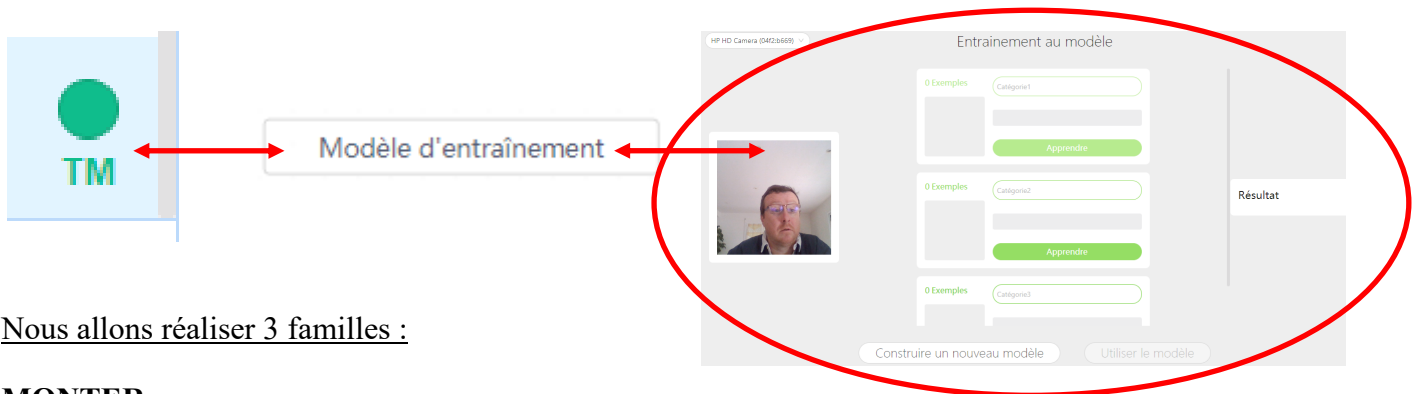 TM
Modèle d'entraînement
HP HD Camera (04f2:b669)
Entrainement au modèle
0 Exemples
Catégorie1
Apprendre
0 Exemples
Catégorie2
Apprendre
0 Exemples
Catégorie3
Résultat
Construire un nouveau modèle
Utiliser le modèle
Nous allons réaliser 3 familles :
MONTER